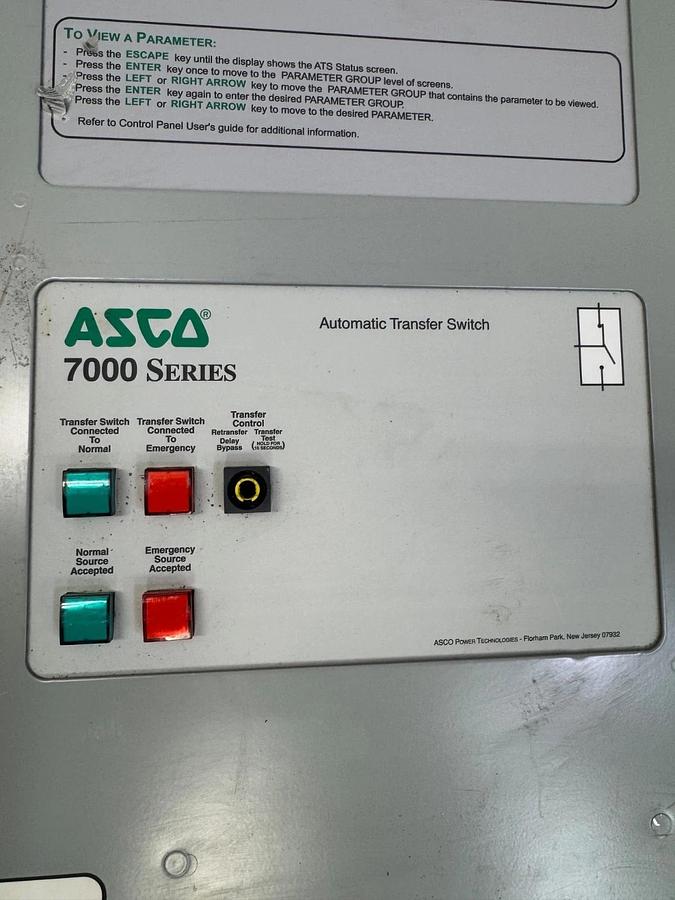 TO VIEW A PARAMETER:
- Press the ESCAPE key until the display shows the ATS Status screen.
- Press the ENTER key once to move to the PARAMETER GROUP level of screens.
- Press the LEFT or RIGHT ARROW key to move the PARAMETER GROUP that contains the parameter to be viewed.
Press the ENTER key again to enter the desired PARAMETER GROUP.
Press the LEFT or RIGHT ARROW key to move to the desired PARAMETER.
Refer to Control Panel User's guide for additional information.
ASCO®
Automatic Transfer Switch
7000 SERIES
Transfer Switch
Connected
To
Normal
Transfer Switch
Connected
To
Emergency
Transfer
Control
Retransfer
Delay
Bypass
Transfer
Test
(HOLD FOR
15 SECONDS)
Normal
Source
Accepted
Emergency
Source
Accepted
ASCO POWER TECHNOLOGIES - Florham Park, New Jersey 07932